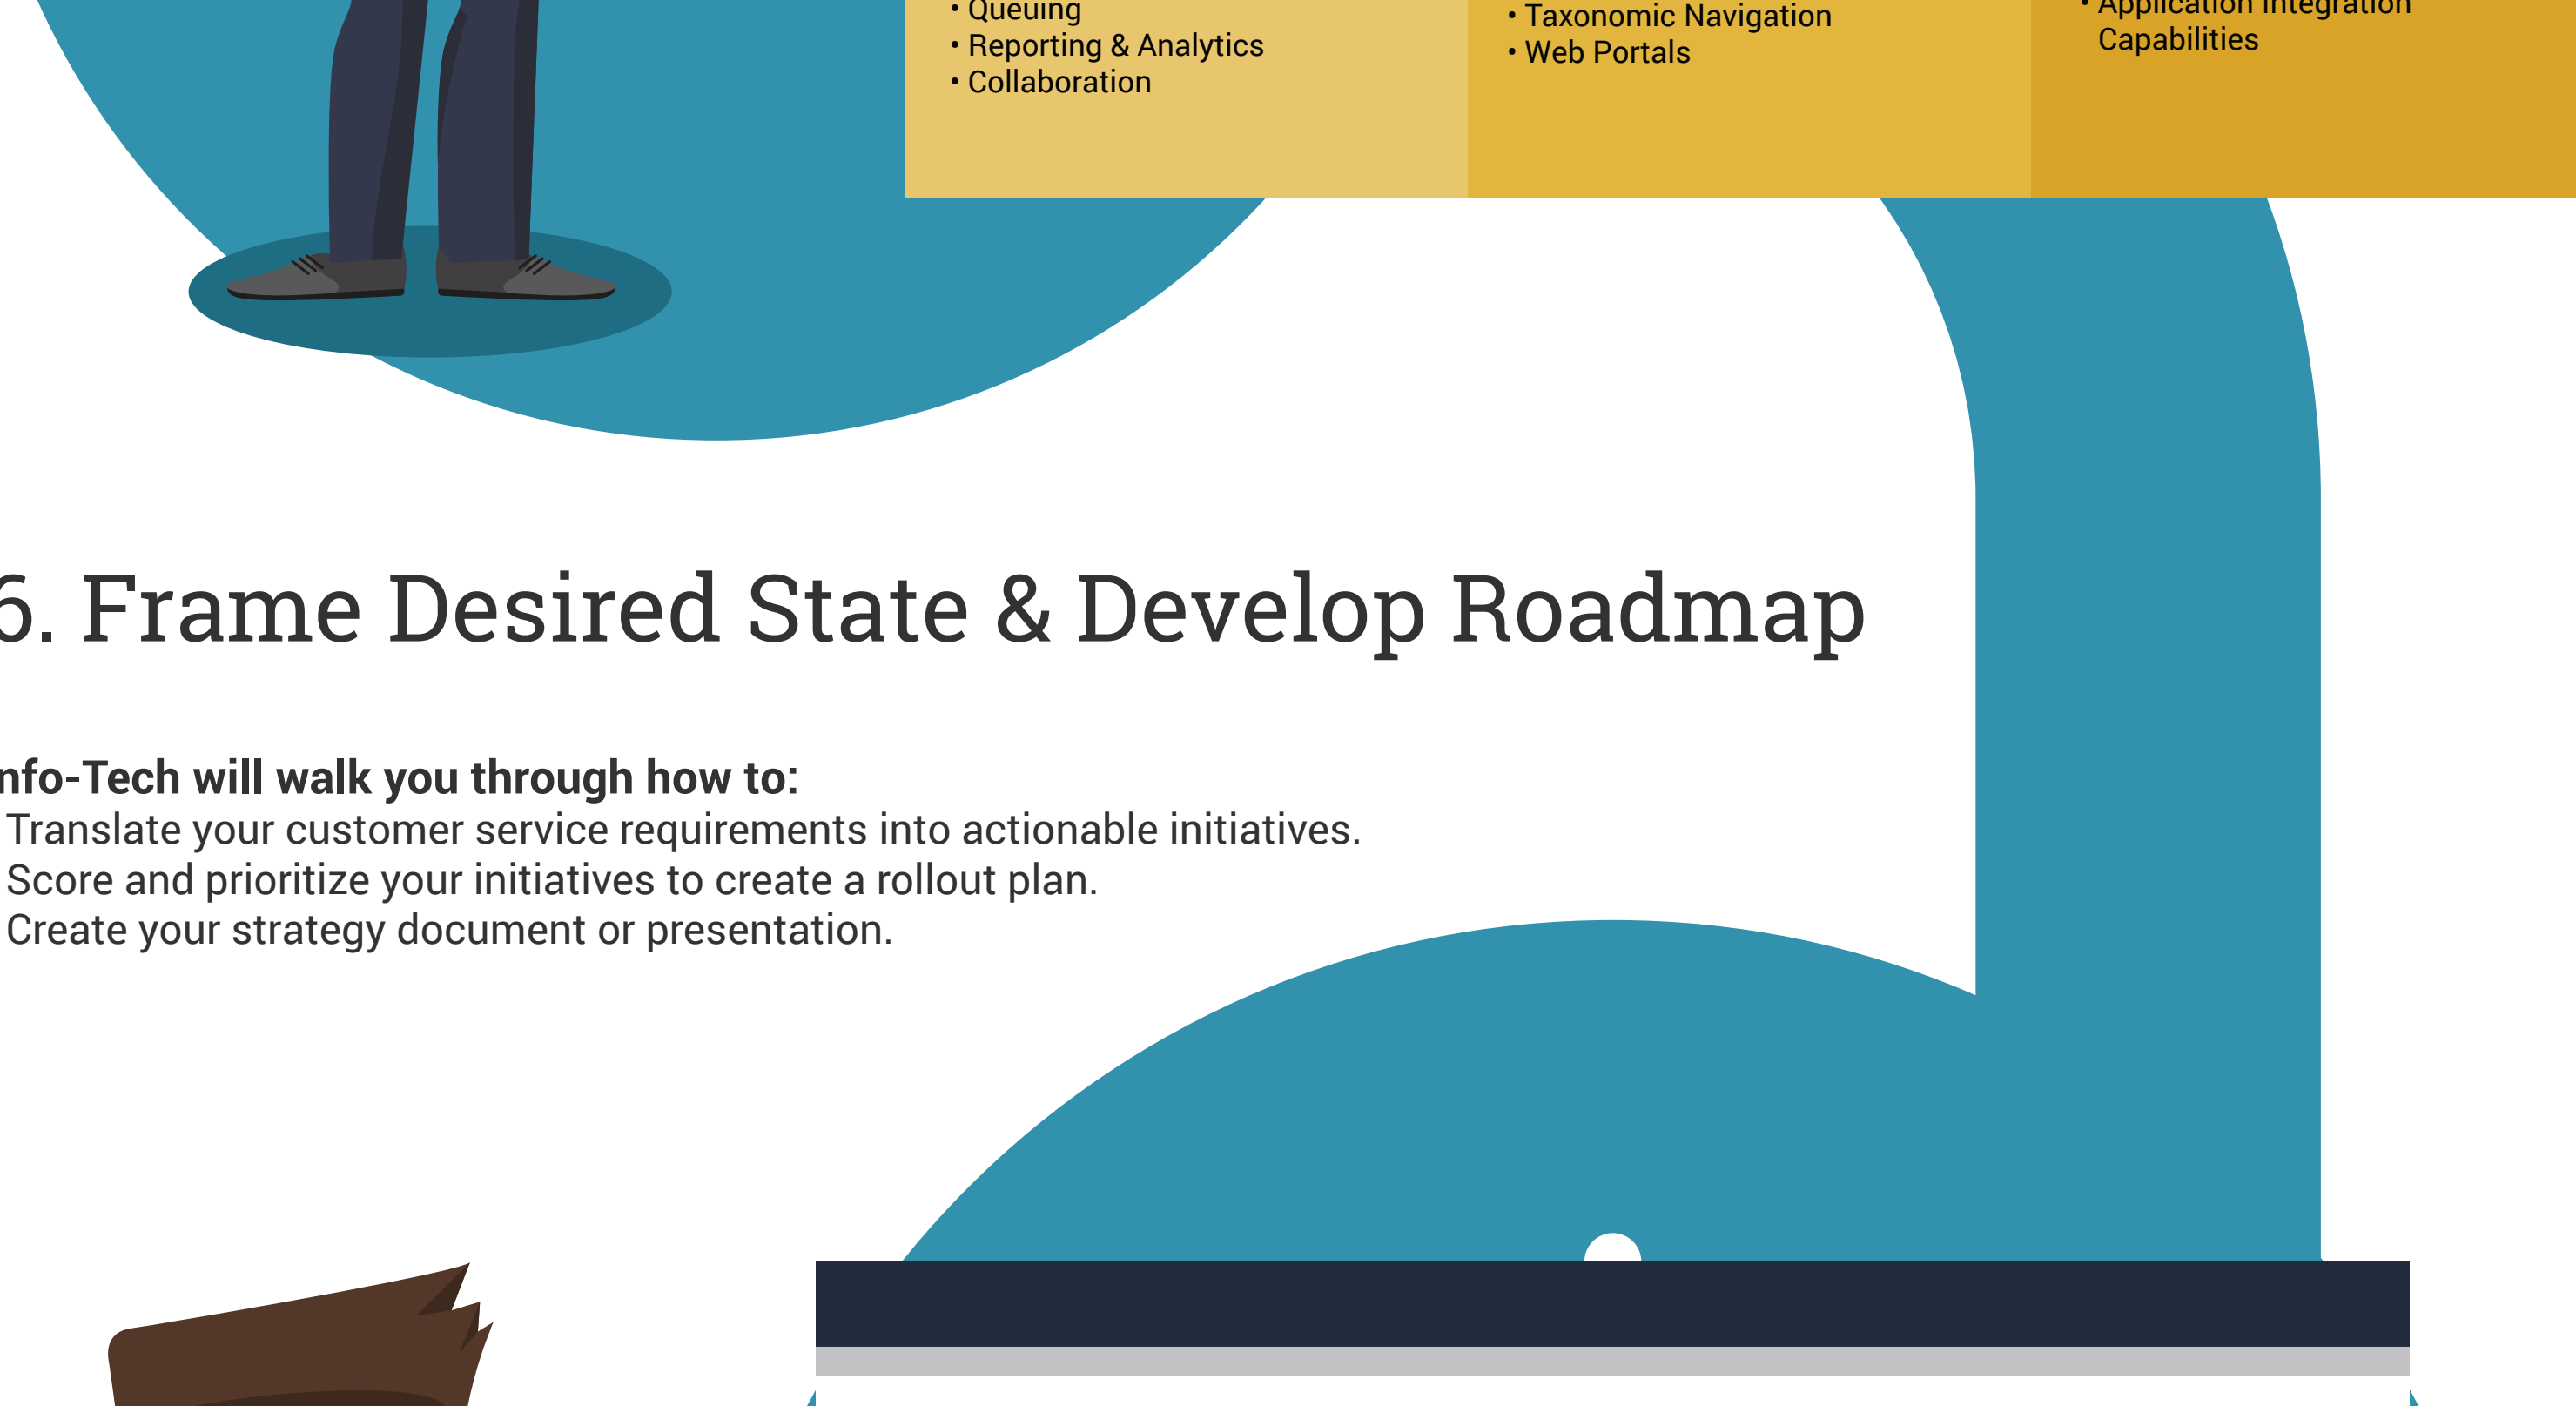 • Queuing
• Reporting & Analytics
• Collaboration
• Taxonomic Navigation
• Web Portals
• Application Integration
Capabilities
6. Frame Desired State & Develop Roadmap
nfo-Tech will walk you through how to:
Translate your customer service requirements into actionable initiatives.
Score and prioritize your initiatives to create a rollout plan.
Create your strategy document or presentation.